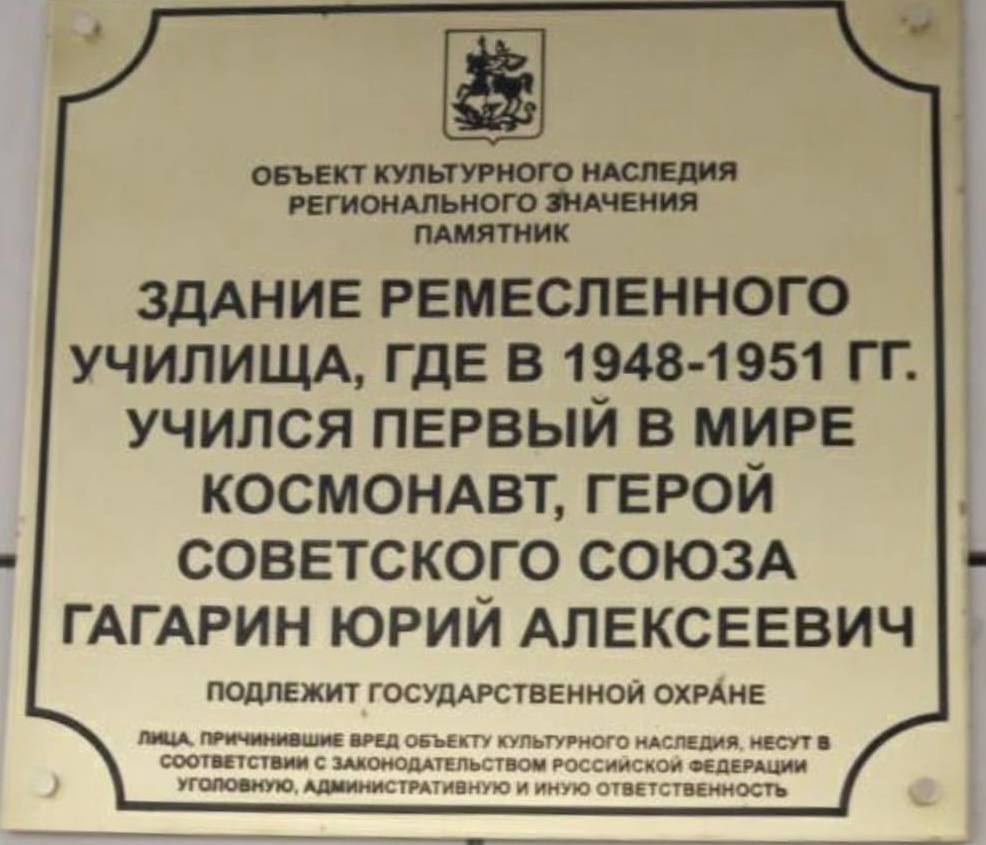 ОБЪЕКТ КУЛЬТУРНОГО НАСЛЕДИЯ
РЕГИОНАЛЬНОГО ЗНАЧЕНИЯ
ПАМЯТНИК
ЗДАНИЕ РЕМЕСЛЕННОГО
УЧИЛИЩА, ГДЕ В 1948-1951 ГГ.
УЧИЛСЯ ПЕРВЫЙ В МИРЕ
КОСМОНАВТ, ГЕРОЙ
СОВЕТСКОГО СОЮЗА
ГАГАРИН ЮРИЙ АЛЕКСЕЕВИЧ
ПОДЛЕЖИТ ГОСУДАРСТВЕННОЙ ОХРАНЕ
ЛИЦА, ПРИЧИНИВШИЕ ВРЕД ОБЪЕКТУ КУЛЬТУРНОГО НАСЛЕДИЯ, НЕСУТ В
СООТВЕТСТВИИ С ЗАКОНОДАТЕЛЬСТВОМ РОССИЙСКОЙ ФЕДЕРАЦИИ
УГОЛОВНУЮ, АДМИНИСТРАТИВНУЮ И ИНУЮ ОТВЕТСТВЕННОСТЬ